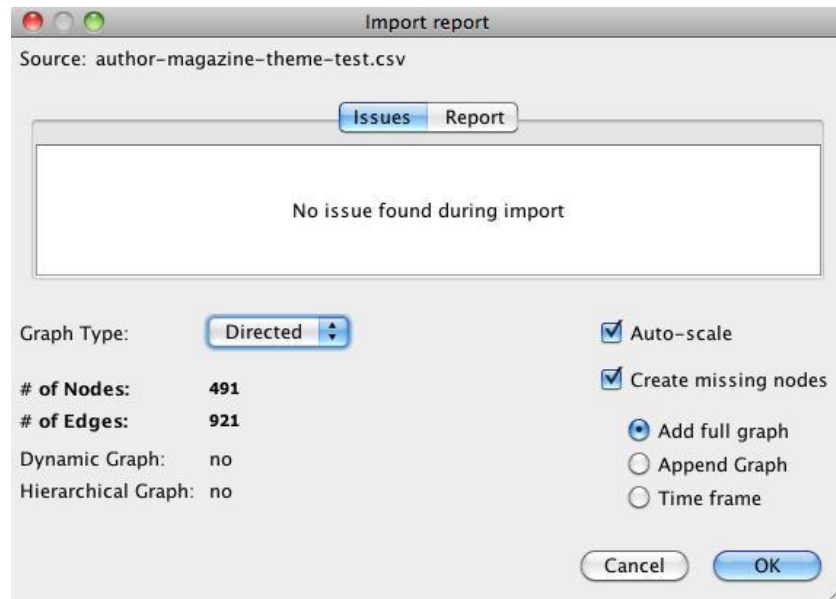 Import report
Source: author-magazine-theme-test.csv
Issues Report
No issue found during import
Graph Type: Directed
# of Nodes: 491
# of Edges: 921
Dynamic Graph: no
Hierarchical Graph: no
Auto-scale
Create missing nodes
Add full graph
Append Graph
Time frame
Cancel OK